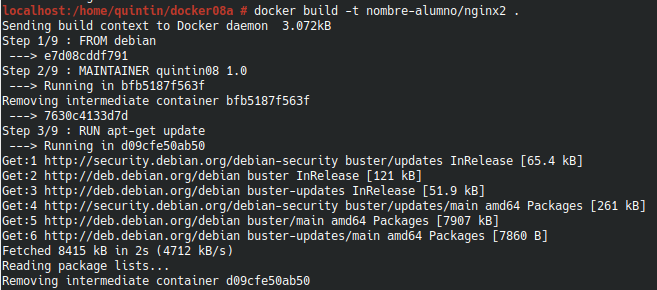 localhost:/home/quintin/docker08a # docker build -t nombre-alumno/nginx2 .
Sending build context to Docker daemon  3.072kB
Step 1/9 : FROM debian
 ---> e7d08cddf791
Step 2/9 : MAINTAINER quintin08 1.0
 ---> Running in bfb5187f563f
Removing intermediate container bfb5187f563f
 ---> 7630c4133d7d
Step 3/9 : RUN apt-get update
 ---> Running in d09cfe50ab50
Get:1 http://security.debian.org/debian-security buster/updates InRelease [65.4 kB]
Get:2 http://deb.debian.org/debian buster InRelease [121 kB]
Get:3 http://deb.debian.org/debian buster-updates InRelease [51.9 kB]
Get:4 http://security.debian.org/debian-security buster/updates/main amd64 Packages [261 kB]
Get:5 http://deb.debian.org/debian buster/main amd64 Packages [7907 kB]
Get:6 http://deb.debian.org/debian buster-updates/main amd64 Packages [7860 B]
Fetched 8415 kB in 2s (4712 kB/s)
Reading package lists...
Removing intermediate container d09cfe50ab50